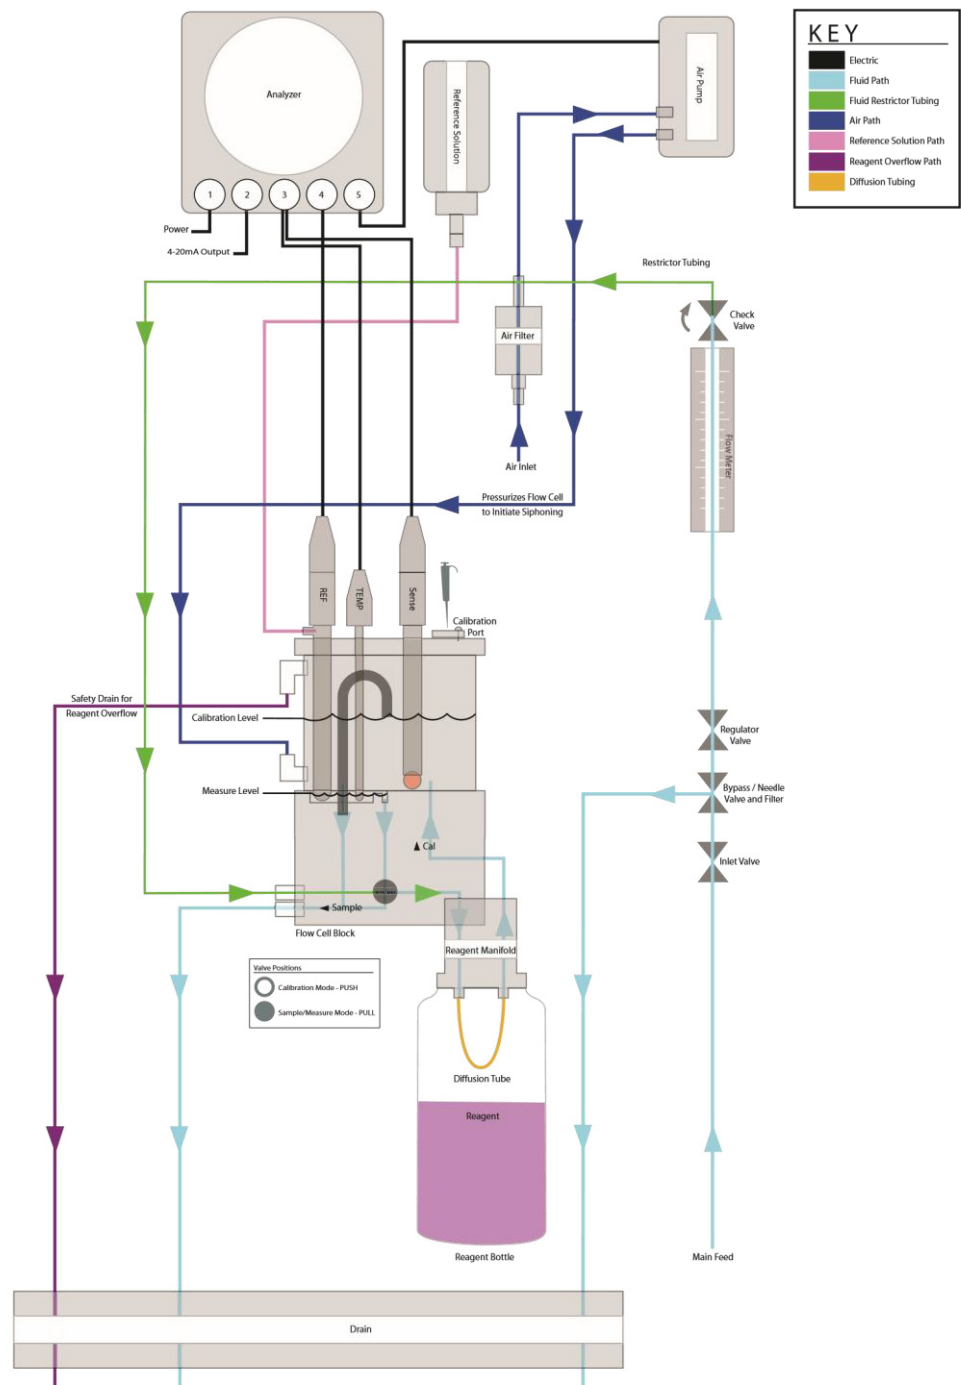 Analyzer
1
2
3
4
5
Power
4-20mA Output
Reference Solution
Air Pump
KEY
Electric
Fluid Path
Fluid Restrictor Tubing
Air Path
Reference Solution Path
Reagent Overflow Path
Diffusion Tubing
Restrictor Tubing
Check
Valve
Air Filter
Flow Meter
Air Inlet
Pressurizes Flow Cell
to Initiate Siphoning
REF
TEMP
Sense
Calibration
Port
Safety Drain for
Reagent Overflow
Calibration Level
Regulator
Valve
Measure Level
Bypass / Needle
Valve and Filter
Cal
Inlet Valve
Sample
Flow Cell Block
Reagent Manifold
Valve Positions
Calibration Mode - PUSH
Sample/Measure Mode - PULL
Diffusion Tube
Reagent
Reagent Bottle
Main Feed
Drain